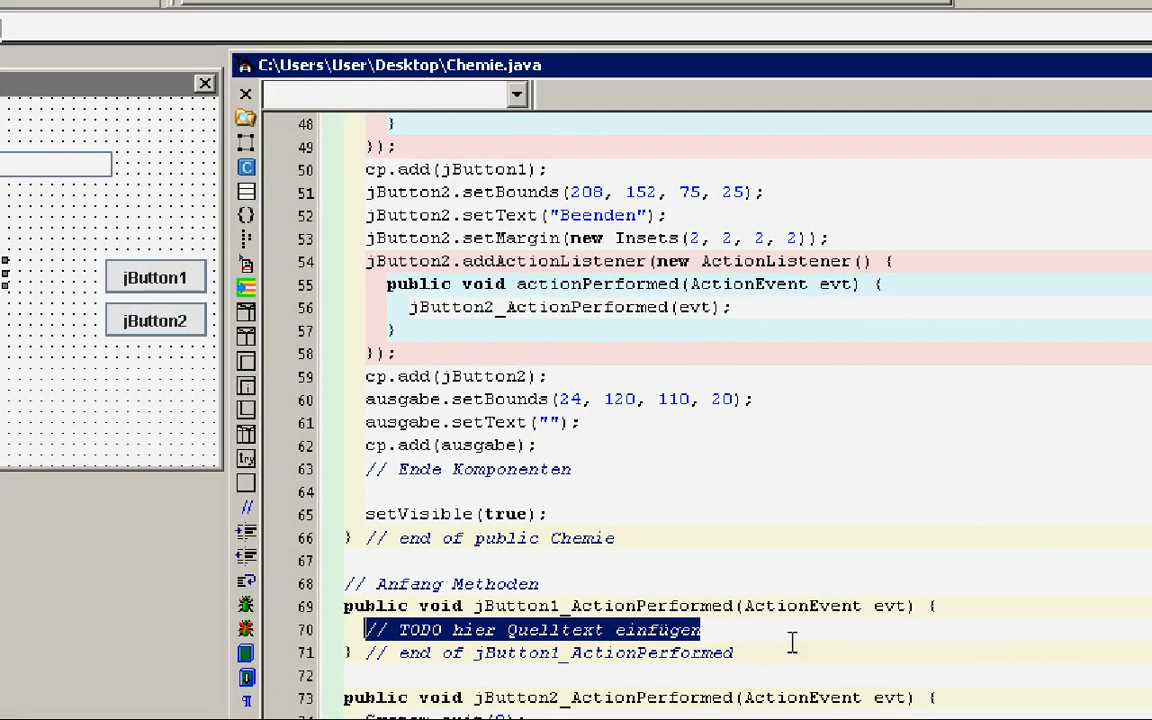 C:\Users\User\Desktop\Chemie.java
48 }
49 });
50 cp.add(jButton1);
51 jButton2.setBounds(208, 152, 75, 25);
52 jButton2.setText("Beenden");
53 jButton2.setMargin(new Insets(2, 2, 2, 2));
54 jButton2.addActionListener(new ActionListener() {
55 public void actionPerformed(ActionEvent evt) {
56 jButton2_ActionPerformed(evt);
57 }
58 });
59 cp.add(jButton2);
60 ausgabe.setBounds(24, 120, 110, 20);
61 ausgabe.setText("");
62 cp.add(ausgabe);
63 // Ende Komponenten
64
65 setVisible(true);
66 } // end of public Chemie
67
68 // Anfang Methoden
69 public void jButton1_ActionPerformed(ActionEvent evt) {
70 // TODO hier Quelltext einfügen
71 } // end of jButton1_ActionPerformed
72
73 public void jButton2_ActionPerformed(ActionEvent evt) {
System.exit(0);
jButton1
jButton2
try